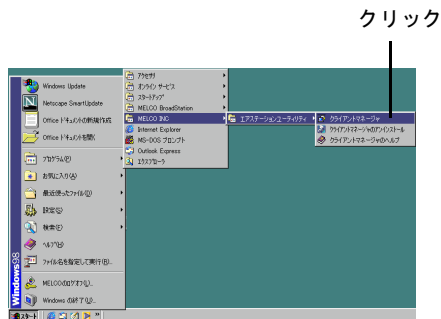 クリック
Windows Update
Netscape SmartUpdate
Office ドキュメントの新規作成
Office ドキュメントを開く
プログラム(P)
お気に入り(A)
最近使ったファイル(D)
設定(S)
検索(F)
ヘルプ(H)
ファイル名を指定して実行(R)...
MELCOのログオフ(L)...
Windows の終了(U)...
Windows98
スタート
アクセサリ
オンライン サービス
スタートアップ
MELCO BroadStation
MELCO INC
Internet Explorer
MS-DOS プロンプト
Outlook Express
エクスプローラ
エアステーションユーティリティ
クライアントマネージャ
クライアントマネージャのアンインストール
クライアントマネージャのヘルプ